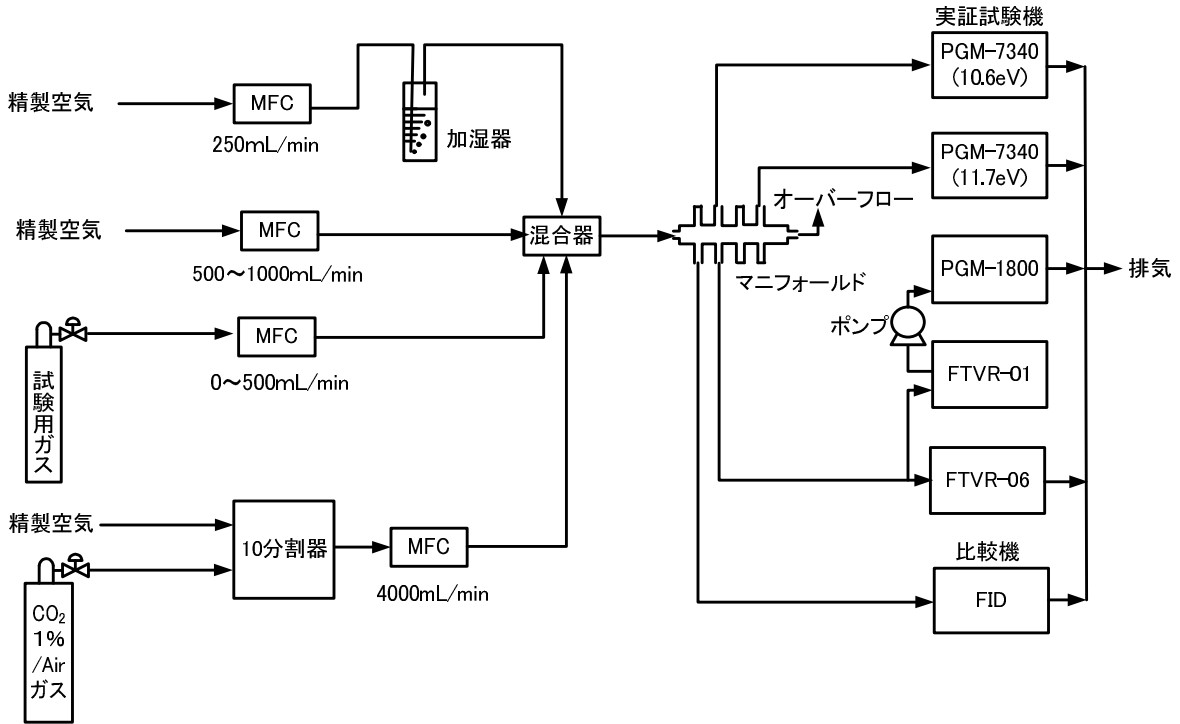 精製空気
MFC
250mL/min
加湿器
精製空気
MFC
500～1000mL/min
混合器
試験用ガス
MFC
0～500mL/min
精製空気
10分割器
MFC
4000mL/min
CO₂
1%
/Air
ガス
オーバーフロー
マニフォールド
実証試験機
PGM-7340
(10.6eV)
PGM-7340
(11.7eV)
PGM-1800
ポンプ
FTVR-01
FTVR-06
比較機
FID
排気